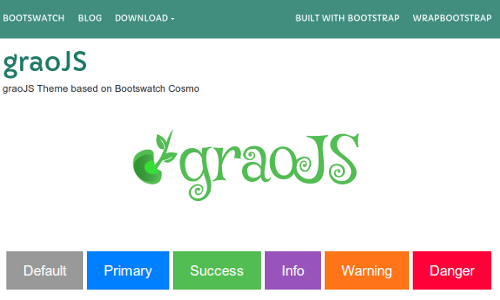 BOOTSWATCH BLOG DOWNLOAD BUILT WITH BOOTSTRAP WRAPBOOTSTRAP
graoJS
graoJS Theme based on Bootswatch Cosmo
graoJS
Default Primary Success Info Warning Danger